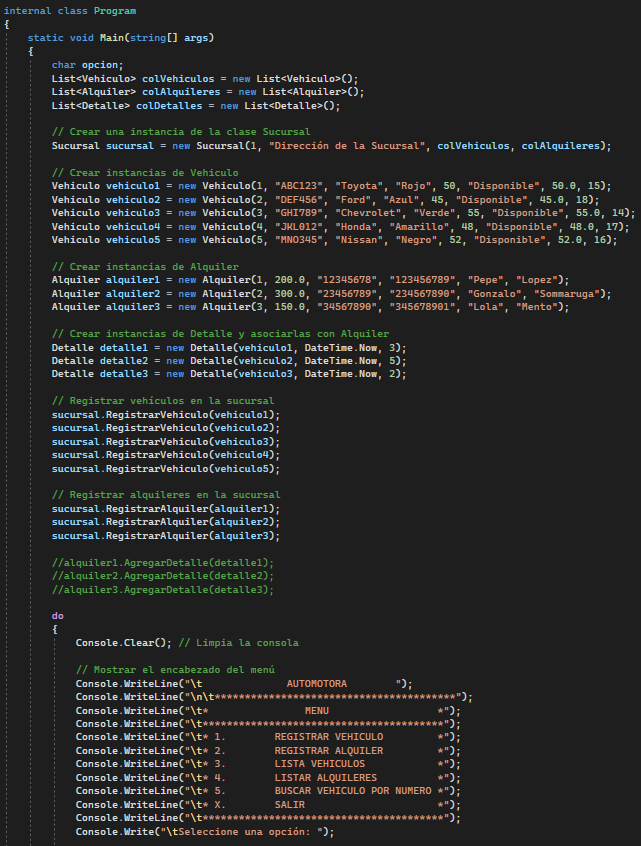 internal class Program
{
static void Main(string[] args)
{
char opcion;
List<Vehiculo> colVehiculos = new List<Vehiculo>();
List<Alquiler> colAlquileres = new List<Alquiler>();
List<Detalle> colDetalles = new List<Detalle>();
// Crear una instancia de la clase Sucursal
Sucursal sucursal = new Sucursal(1, "Dirección de la Sucursal", colVehiculos, colAlquileres);
// Crear instancias de Vehiculo
Vehiculo vehiculo1 = new Vehiculo(1, "ABC123", "Toyota", "Rojo", 50, "Disponible", 50.0, 15);
Vehiculo vehiculo2 = new Vehiculo(2, "DEF456", "Ford", "Azul", 45, "Disponible", 45.0, 18);
Vehiculo vehiculo3 = new Vehiculo(3, "GHI789", "Chevrolet", "Verde", 55, "Disponible", 55.0, 14);
Vehiculo vehiculo4 = new Vehiculo(4, "JKL012", "Honda", "Amarillo", 48, "Disponible", 48.0, 17);
Vehiculo vehiculo5 = new Vehiculo(5, "MNO345", "Nissan", "Negro", 52, "Disponible", 52.0, 16);
// Crear instancias de Alquiler
Alquiler alquiler1 = new Alquiler(1, 200.0, "12345678", "123456789", "Pepe", "Lopez");
Alquiler alquiler2 = new Alquiler(2, 300.0, "23456789", "234567890", "Gonzalo", "Sommaruga");
Alquiler alquiler3 = new Alquiler(3, 150.0, "34567890", "345678901", "Lola", "Mento");
// Crear instancias de Detalle y asociarlas con Alquiler
Detalle detalle1 = new Detalle(vehiculo1, DateTime.Now, 3);
Detalle detalle2 = new Detalle(vehiculo2, DateTime.Now, 5);
Detalle detalle3 = new Detalle(vehiculo3, DateTime.Now, 2);
// Registrar vehículos en la sucursal
sucursal.RegistrarVehiculo(vehiculo1);
sucursal.RegistrarVehiculo(vehiculo2);
sucursal.RegistrarVehiculo(vehiculo3);
sucursal.RegistrarVehiculo(vehiculo4);
sucursal.RegistrarVehiculo(vehiculo5);
// Registrar alquileres en la sucursal
sucursal.RegistrarAlquiler(alquiler1);
sucursal.RegistrarAlquiler(alquiler2);
sucursal.RegistrarAlquiler(alquiler3);
//alquiler1.AgregarDetalle(detalle1);
//alquiler2.AgregarDetalle(detalle2);
//alquiler3.AgregarDetalle(detalle3);
do
{
Console.Clear(); // Limpia la consola
// Mostrar el encabezado del menú
Console.WriteLine("\t              AUTOMOTORA        ");
Console.WriteLine("\n\t****************************************");
Console.WriteLine("\t*                MENU                  *");
Console.WriteLine("\t****************************************");
Console.WriteLine("\t* 1.        REGISTRAR VEHICULO         *");
Console.WriteLine("\t* 2.        REGISTRAR ALQUILER         *");
Console.WriteLine("\t* 3.        LISTA VEHICULOS            *");
Console.WriteLine("\t* 4.        LISTAR ALQUILERES          *");
Console.WriteLine("\t* 5.        BUSCAR VEHICULO POR NUMERO *");
Console.WriteLine("\t* X.        SALIR                      *");
Console.WriteLine("\t****************************************");
Console.Write("\tSeleccione una opción: ");